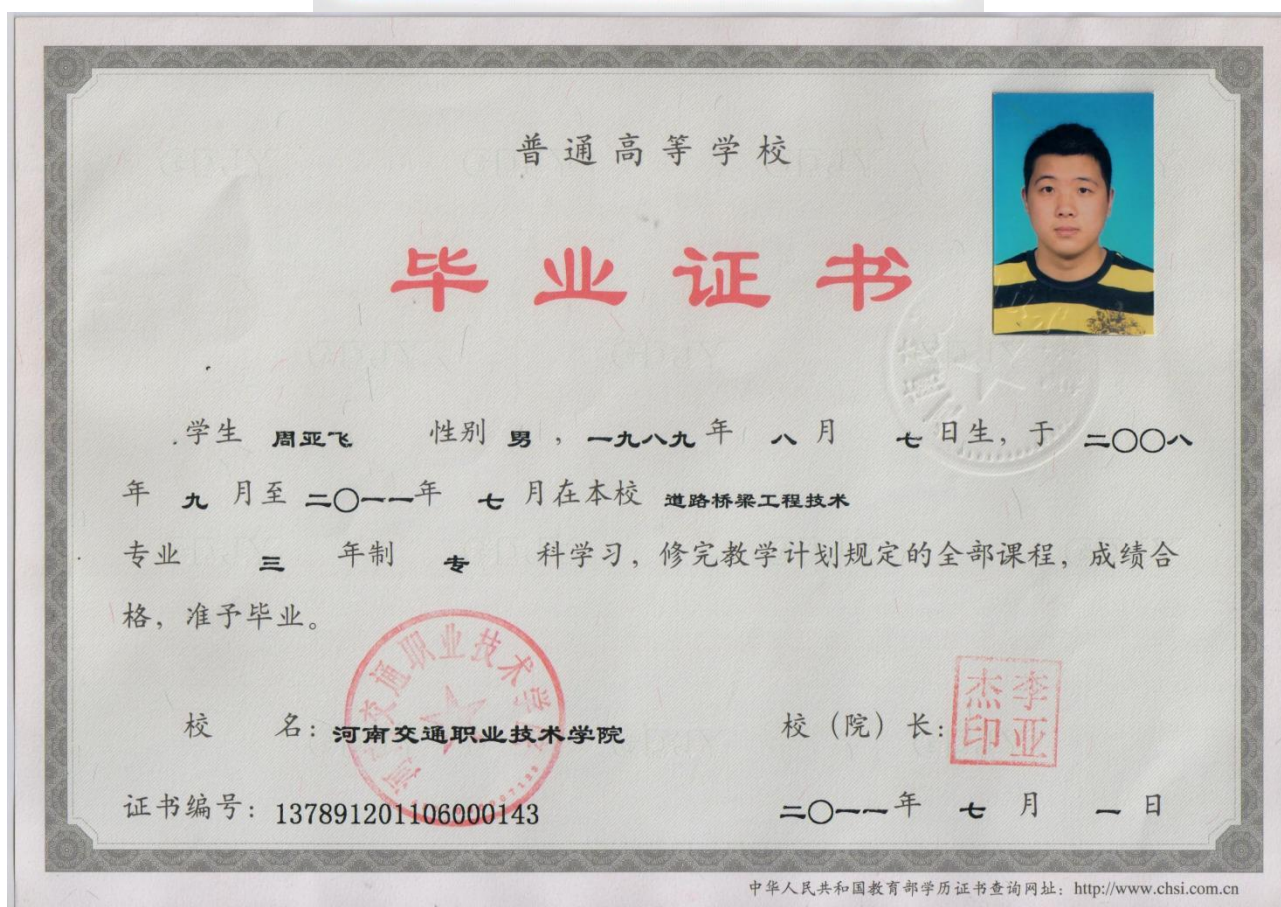 普通高等学校
毕业证书
学生 周亚飞 性别 男 ，一九八九 年 八 月 七 日生，于 二〇〇八
年 九 月至 二〇一一年 七 月在本校 道路桥梁工程技术
专业 三 年制 专 科学习，修完教学计划规定的全部课程，成绩合
格，准予毕业。
校 名：河南交通职业技术学院
校（院）长：
李亚杰印
证书编号：137891201106000143
二〇一一年 七 月 一 日
中华人民共和国教育部学历证书查询网址：http://www.chsi.com.cn